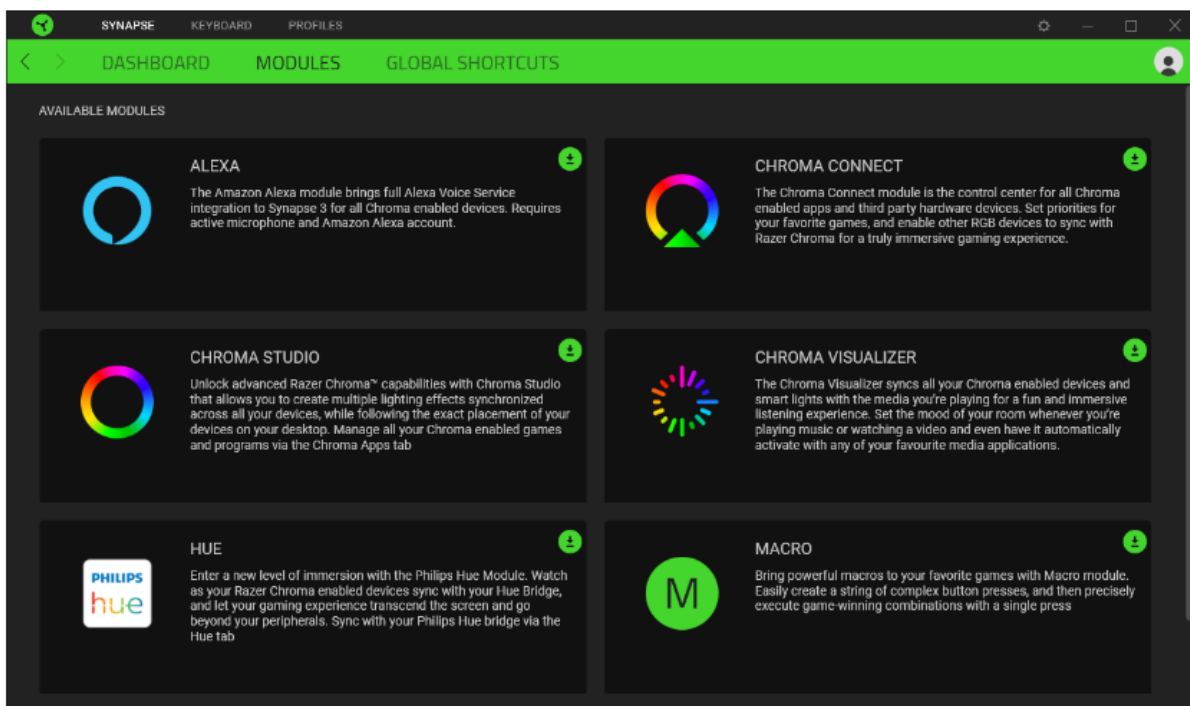 SYNAPSE KEYBOARD PROFILES
DASHBOARD MODULES GLOBAL SHORTCUTS
AVAILABLE MODULES
ALEXA
The Amazon Alexa module brings full Alexa Voice Service
integration to Synapse 3 for all Chroma enabled devices. Requires
active microphone and Amazon Alexa account.
CHROMA CONNECT
The Chroma Connect module is the control center for all Chroma
enabled apps and third party hardware devices. Set priorities for
your favorite games, and enable other RGB devices to sync with
Razer Chroma for a truly immersive gaming experience.
CHROMA STUDIO
Unlock advanced Razer Chroma™ capabilities with Chroma Studio
that allows you to create multiple lighting effects synchronized
across all your devices, while following the exact placement of your
devices on your desktop. Manage all your Chroma enabled games
and programs via the Chroma Apps tab
CHROMA VISUALIZER
The Chroma Visualizer syncs all your Chroma enabled devices and
smart lights with the media you're playing for a fun and immersive
listening experience. Set the mood of your room whenever you're
playing music or watching a video and even have it automatically
activate with any of your favourite media applications.
PHILIPS
hue
HUE
Enter a new level of immersion with the Philips Hue Module. Watch
as your Razer Chroma enabled devices sync with your Hue Bridge,
and let your gaming experience transcend the screen and go
beyond your peripherals. Sync with your Philips Hue bridge via the
Hue tab
M
MACRO
Bring powerful macros to your favorite games with Macro module.
Easily create a string of complex button presses, and then precisely
execute game-winning combinations with a single press